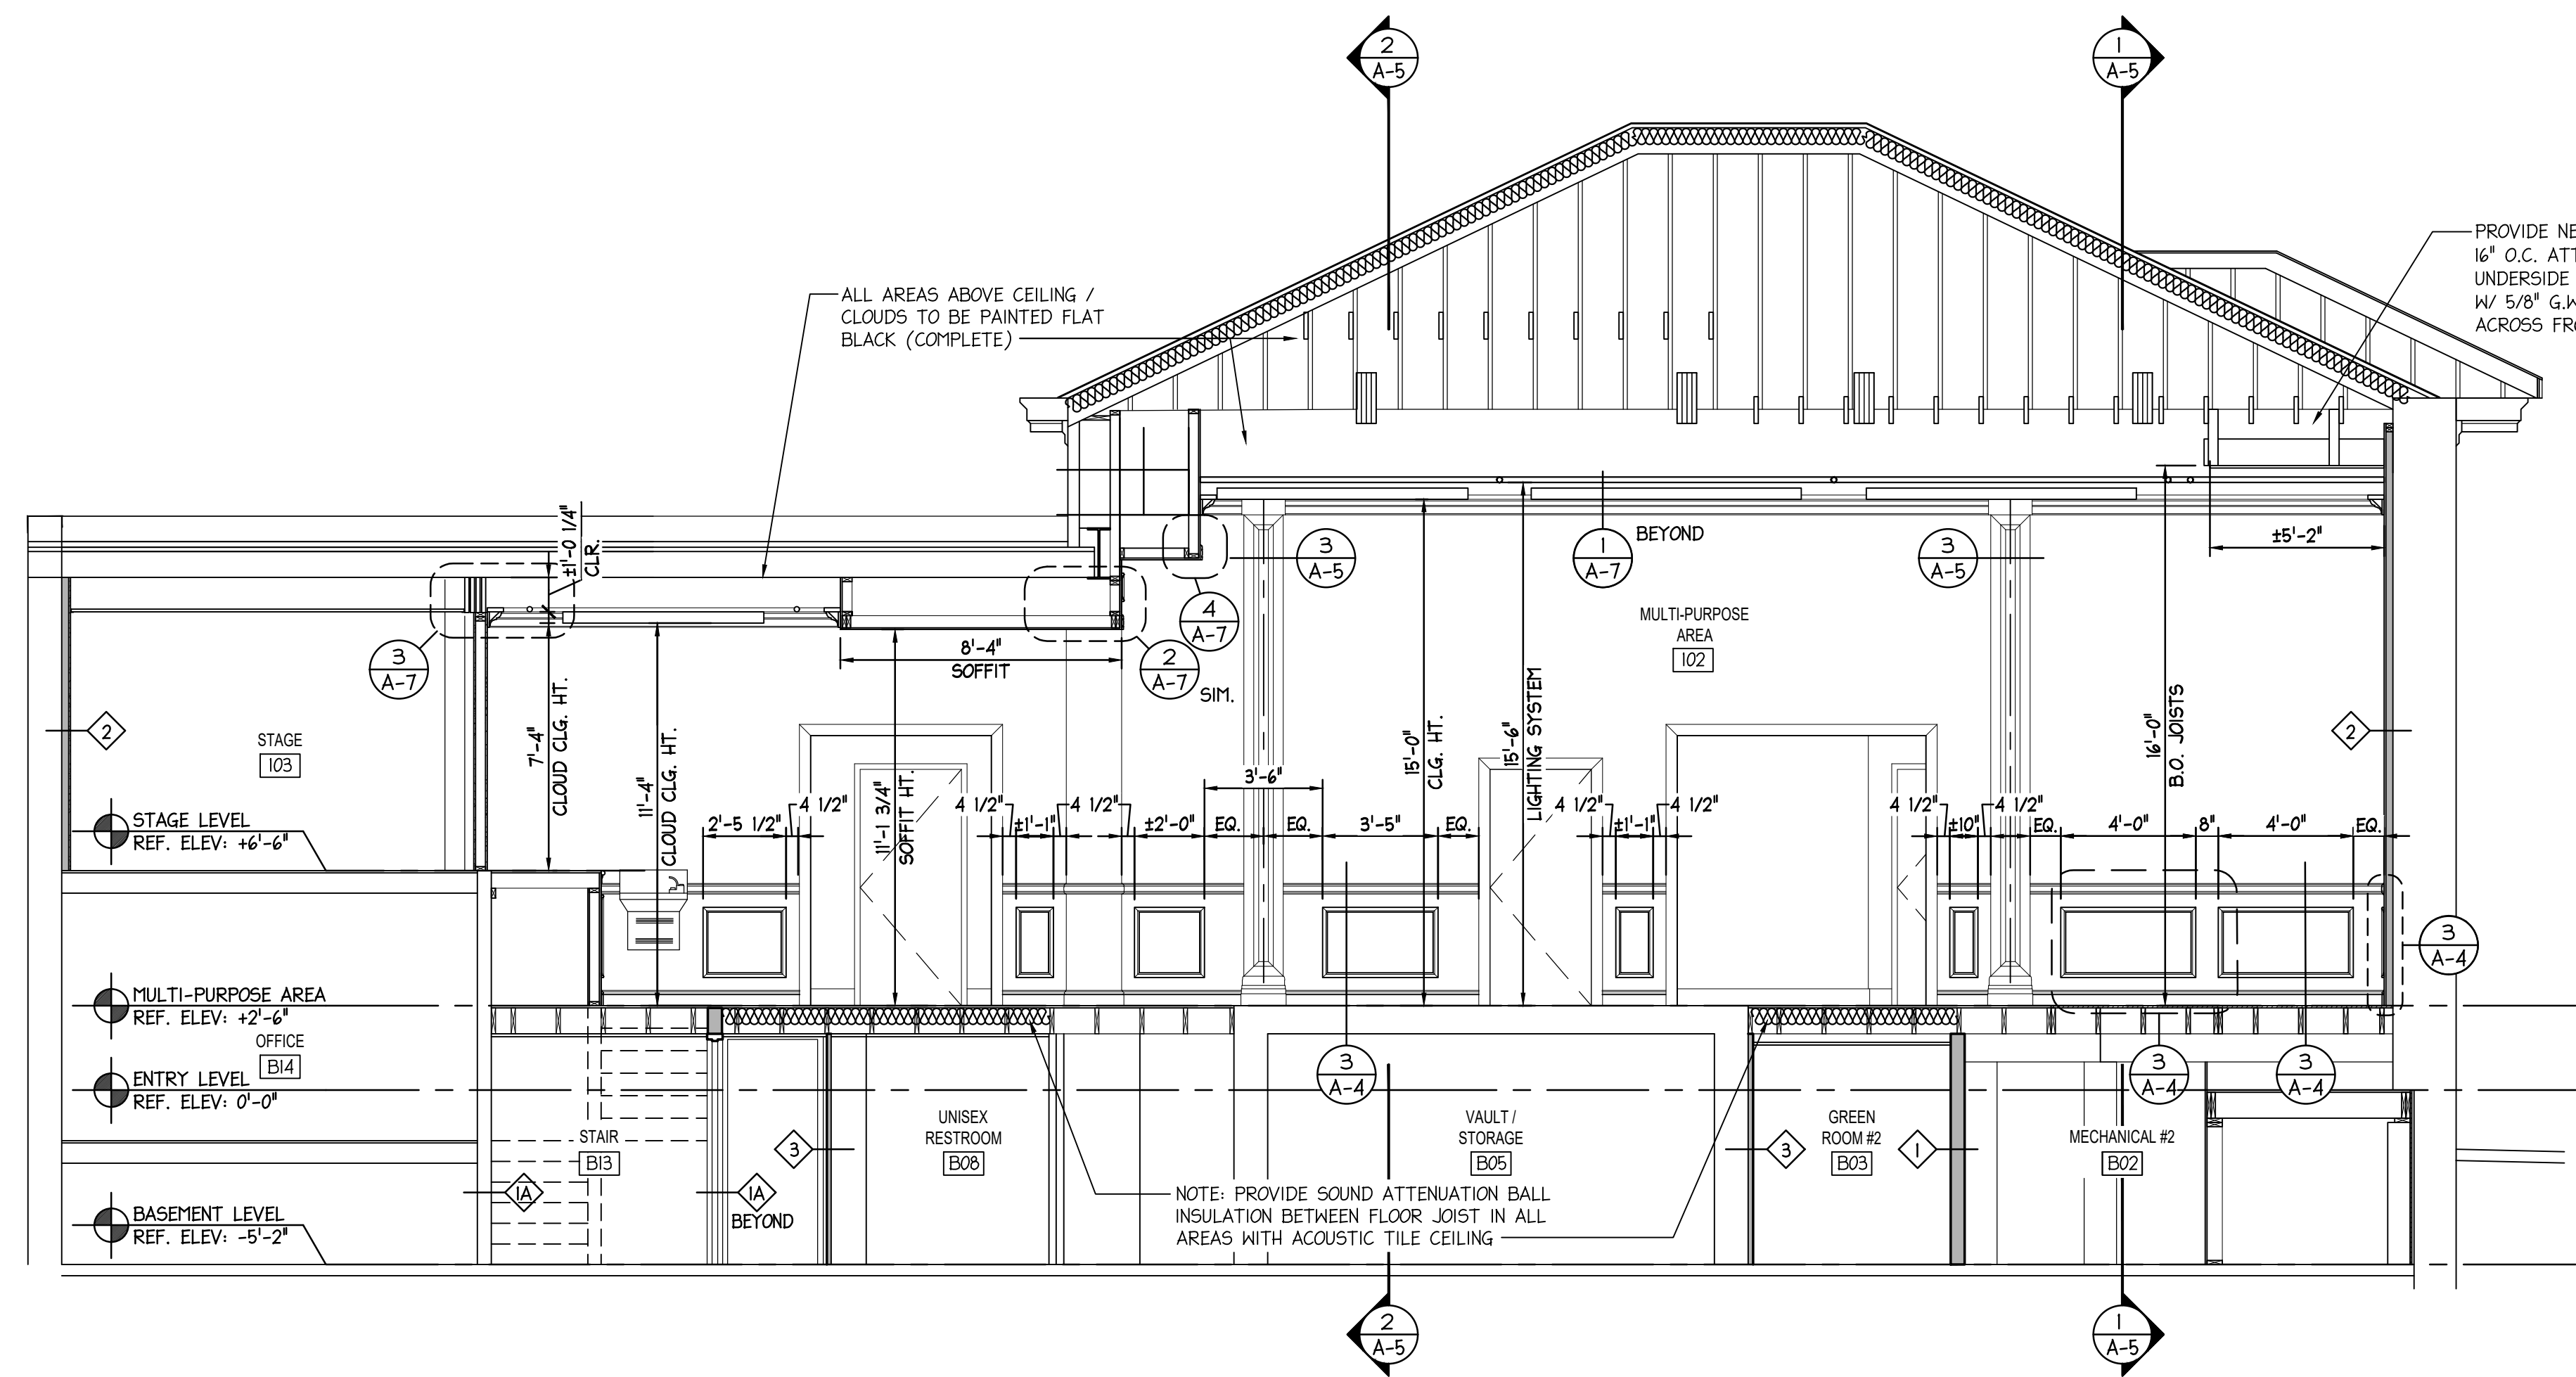 2
A-5
1
A-5
PROVIDE NE
16" O.C. ATT
UNDERSIDE
W/ 5/8" G.W
ACROSS FRO
ALL AREAS ABOVE CEILING /
CLOUDS TO BE PAINTED FLAT
BLACK (COMPLETE)
±1'-0 1/4"
CLR.
3
A-7
4
A-7
2
A-7
SIM.
8'-4"
SOFFIT
3
A-5
1
A-7
BEYOND
3
A-5
±5'-2"
MULTI-PURPOSE
AREA
102
2
STAGE
103
7'-4"
CLOUD CLG. HT.
11'-4"
CLOUD CLG. HT.
11'-1 3/4"
SOFFIT HT.
15'-0"
CLG. HT.
15'-6"
LIGHTING SYSTEM
16'-0"
B.O. JOISTS
2
3'-6"
2'-5 1/2"
4 1/2"
4 1/2"
±1'-1"
4 1/2"
4 1/2"
±2'-0"
EQ.
EQ.
3'-5"
EQ.
4 1/2"
±1'-1"
4 1/2"
4 1/2"
±10"
4 1/2"
EQ.
4'-0"
8"
4'-0"
EQ.
STAGE LEVEL
REF. ELEV: +6'-6"
3
A-4
MULTI-PURPOSE AREA
REF. ELEV: +2'-6"
OFFICE
B14
ENTRY LEVEL
REF. ELEV: 0'-0"
3
A-4
3
A-4
3
A-4
STAIR
B13
3
UNISEX
RESTROOM
B08
VAULT /
STORAGE
B05
3
GREEN
ROOM #2
B03
1
MECHANICAL #2
B02
1A
1A
BEYOND
NOTE: PROVIDE SOUND ATTENUATION BALL
INSULATION BETWEEN FLOOR JOIST IN ALL
AREAS WITH ACOUSTIC TILE CEILING
BASEMENT LEVEL
REF. ELEV: -5'-2"
2
A-5
1
A-5